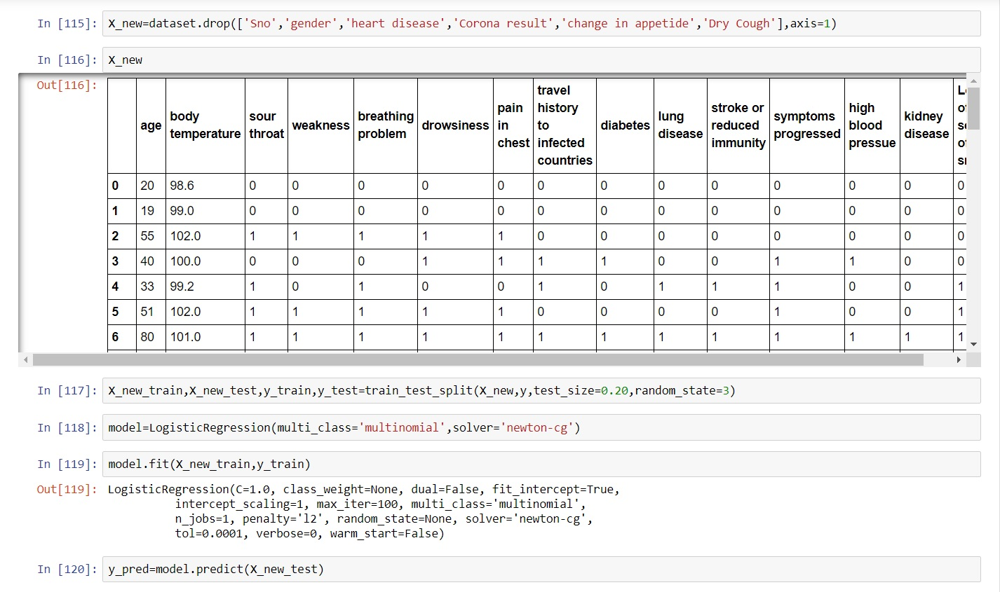 In [115]: X_new=dataset.drop(['Sno','gender','heart disease','Corona result','change in appetide','Dry Cough'],axis=1)
In [116]: X_new
Out[116]:
age body temperature sour throat weakness breathing problem drowsiness pain in chest travel history to infected countries diabetes lung disease stroke or reduced immunity symptoms progressed high blood pressue kidney disease
0 20 98.6 0 0 0 0 0 0 0 0 0 0 0 0 0
1 19 99.0 0 0 0 0 0 0 0 0 0 0 0 0 0
2 55 102.0 1 1 1 1 1 0 0 0 0 0 0 0 0
3 40 100.0 0 0 0 1 1 1 1 0 0 1 1 0 0
4 33 99.2 1 0 1 0 0 1 0 1 1 1 0 0 1
5 51 102.0 1 1 1 1 1 0 0 0 0 1 0 0 1
6 80 101.0 1 1 1 1 1 1 1 1 1 1 1 1 1
In [117]: X_new_train,X_new_test,y_train,y_test=train_test_split(X_new,y,test_size=0.20,random_state=3)
In [118]: model=LogisticRegression(multi_class='multinomial',solver='newton-cg')
In [119]: model.fit(X_new_train,y_train)
Out[119]: LogisticRegression(C=1.0, class_weight=None, dual=False, fit_intercept=True,
intercept_scaling=1, max_iter=100, multi_class='multinomial',
n_jobs=1, penalty='l2', random_state=None, solver='newton-cg',
tol=0.0001, verbose=0, warm_start=False)
In [120]: y_pred=model.predict(X_new_test)